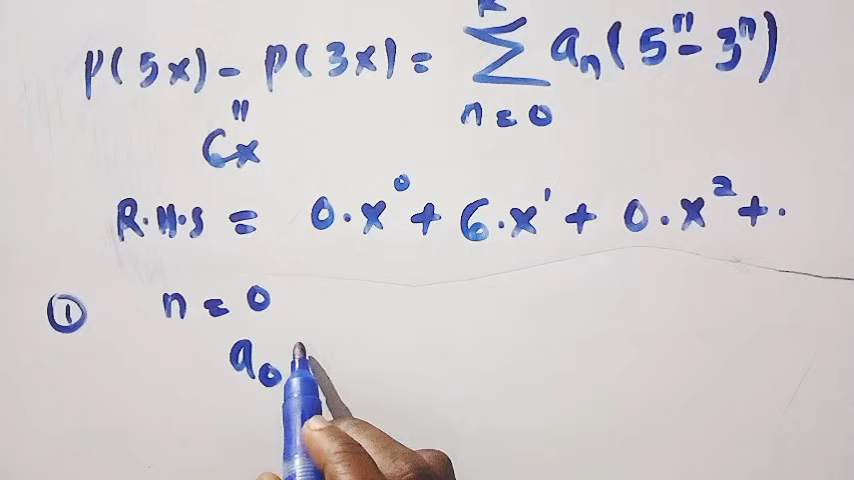 k
P(5x) - P(3x) = ∑ aₙ(5ⁿ - 3ⁿ)
n = 0
"
6x
R.H.S = 0·x⁰ + 6·x¹ + 0·x² + ·
① n = 0
a₀